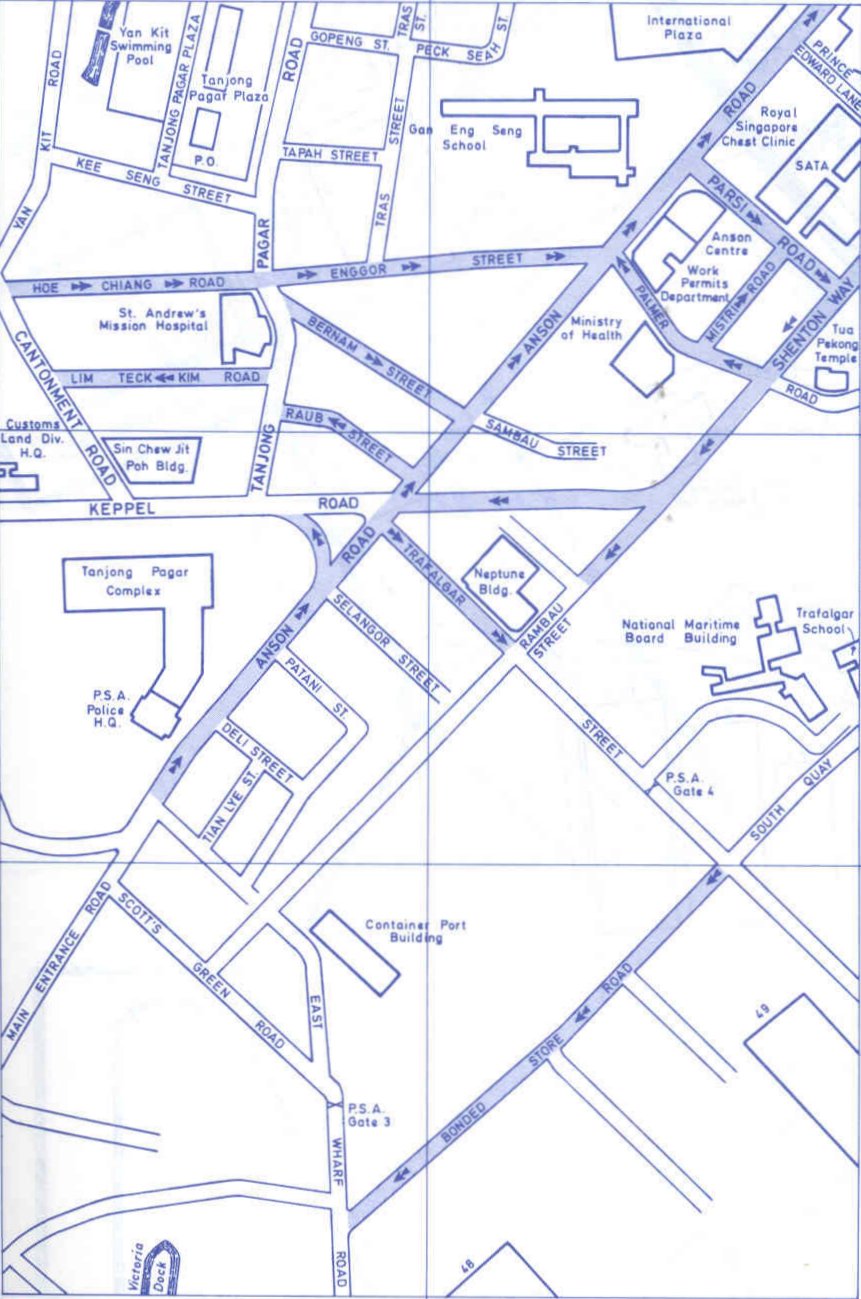 Yan Kit
Swimming
Pool
YAN KIT ROAD
TANJONG PAGAR PLAZA
Tanjong
Pagar Plaza
P.O.
KEE SENG STREET
TANJONG PAGAR ROAD
GOPENG ST.
TRAS ST.
PECK SEAH ST.
TAPAH STREET
TRAS STREET
Gan Eng Seng
School
International
Plaza
PRINCE
EDWARD LANE
Royal
Singapore
Chest Clinic
SATA
PARSI ROAD
Anson
Centre
Work
Permits
Department
MISTRI ROAD
PALMER ROAD
SHENTON WAY
Tua
Pekong
Temple
HOE CHIANG ROAD
ENGGOR STREET
St. Andrew's
Mission Hospital
BERNAM STREET
ANSON ROAD
Ministry
of Health
CANTONMENT ROAD
LIM TECK KIM ROAD
RAUB STREET
SAMBAU STREET
Customs
Land Div.
H.Q.
Sin Chew Jit
Poh Bldg.
KEPPEL ROAD
Tanjong Pagar
Complex
TRAFALGAR STREET
Neptune
Bldg.
RAMBAU
STREET
National Maritime
Board Building
Trafalgar
School
ANSON ROAD
SELANGOR STREET
PATANI ST.
P.S.A.
Police
H.Q.
DELI STREET
TIAN LYE ST.
P.S.A.
Gate 4
SOUTH QUAY
MAIN ENTRANCE ROAD
SCOTT'S GREEN ROAD
Container Port
Building
EAST WHARF ROAD
P.S.A.
Gate 3
BONDED STORE ROAD
49
48
Victoria
Dock